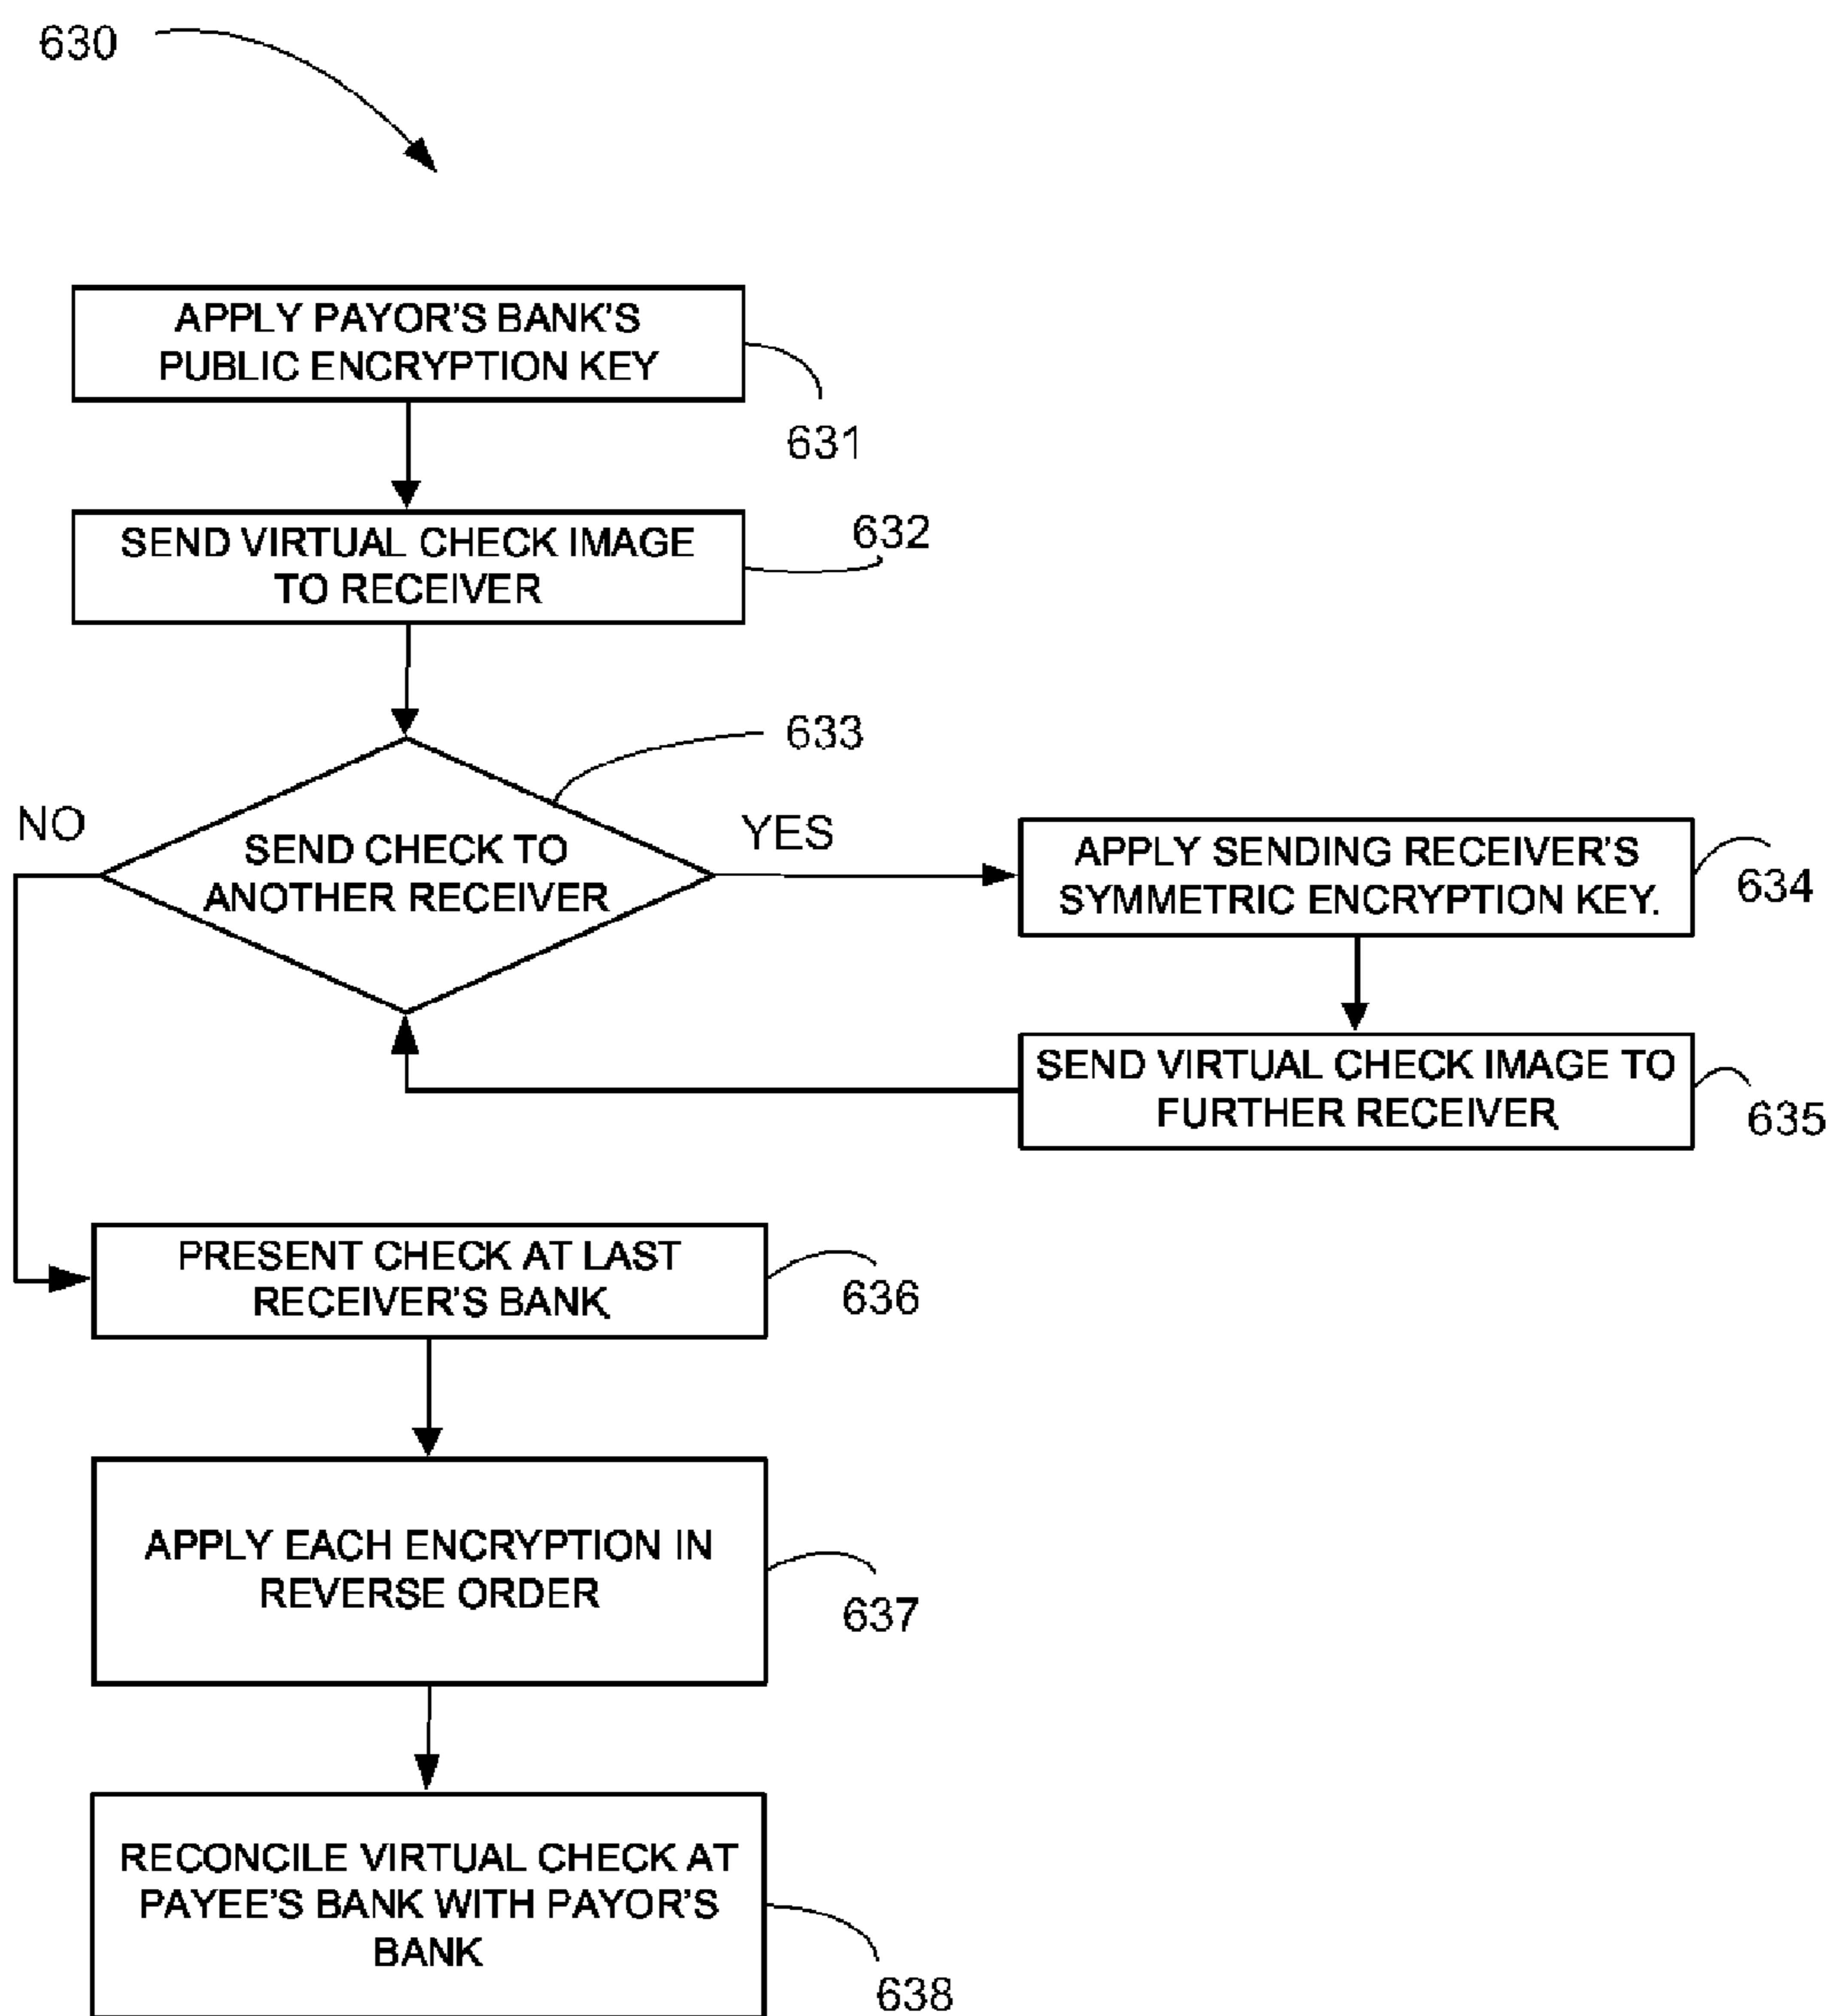 630
APPLY PAYOR'S BANK'S
PUBLIC ENCRYPTION KEY
631
SEND VIRTUAL CHECK IMAGE
TO RECEIVER
632
633
NO
SEND CHECK TO
ANOTHER RECEIVER
YES
APPLY SENDING RECEIVER'S
SYMMETRIC ENCRYPTION KEY.
634
SEND VIRTUAL CHECK IMAGE TO
FURTHER RECEIVER
635
PRESENT CHECK AT LAST
RECEIVER'S BANK
636
APPLY EACH ENCRYPTION IN
REVERSE ORDER
637
RECONCILE VIRTUAL CHECK AT
PAYEE'S BANK WITH PAYOR'S
BANK
638